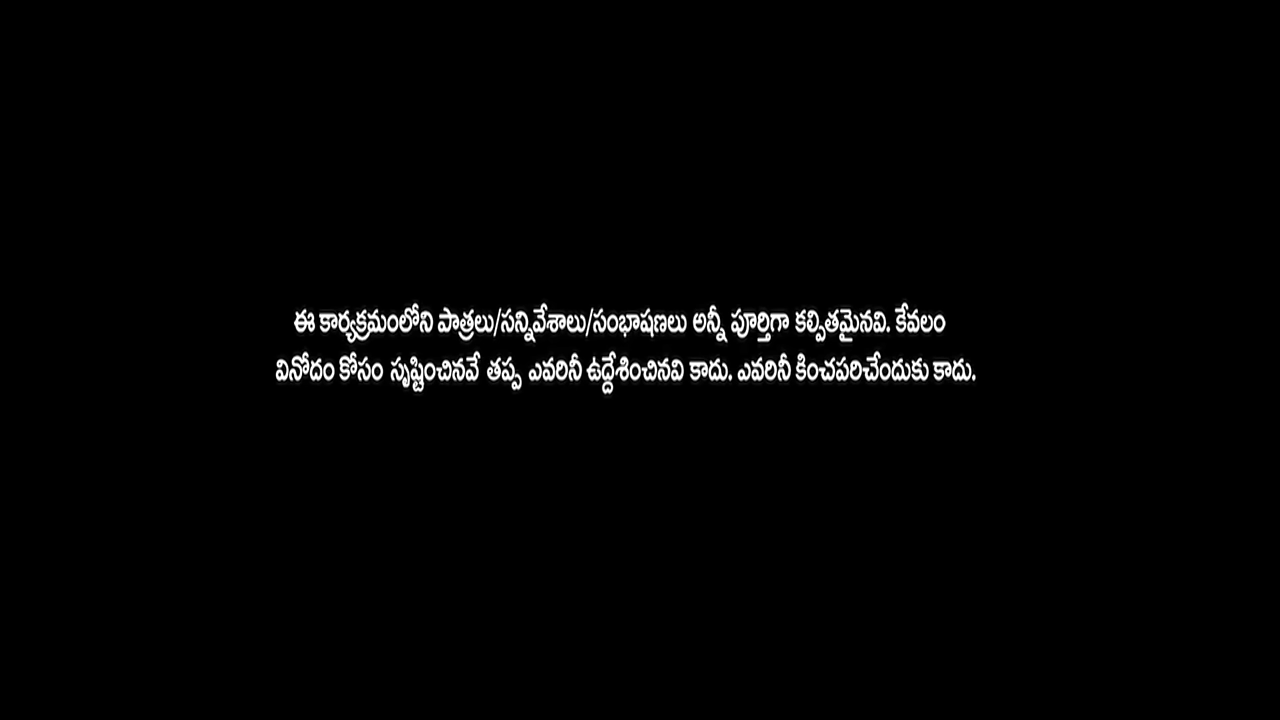 ఈ కార్యక్రమంలోని పాత్రలు/సన్నివేశాలు/సంభాషణలు అన్నీ పూర్తిగా కల్పితమైనవి. కేవలం
వినోదం కోసం సృష్టించినవే తప్ప ఎవరినీ ఉద్దేశించినవి కాదు. ఎవరినీ కించపరిచేందుకు కాదు.